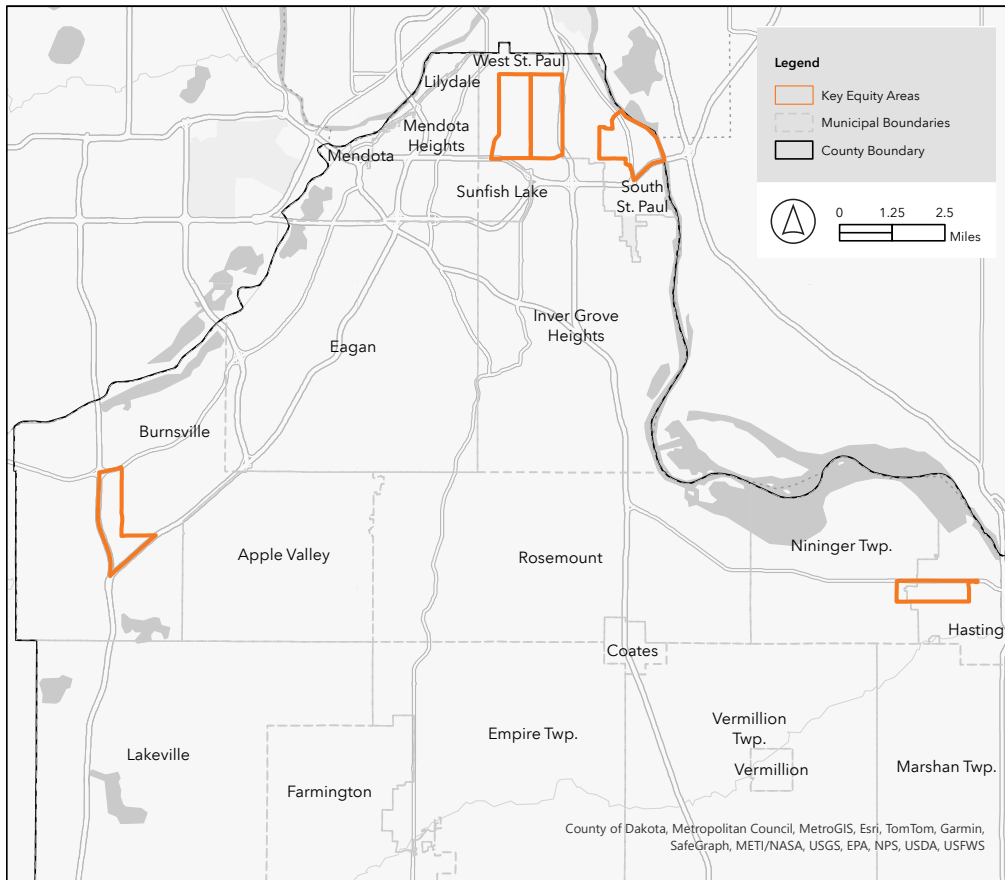 West St. Paul
Lilydale
Mendota
Heights
Mendota
Sunfish Lake
South
St. Paul
Inver Grove
Heights
Eagan
Burnsville
Apple Valley
Rosemount
Nininger Twp.
Hasting
Coates
Lakeville
Farmington
Empire Twp.
Vermillion
Twp.
Vermillion
Marshan Twp.
Legend
Key Equity Areas
Municipal Boundaries
County Boundary
0 1.25 2.5
Miles
County of Dakota, Metropolitan Council, MetroGIS, Esri, TomTom, Garmin,
SafeGraph, METI/NASA, USGS, EPA, NPS, USDA, USFWS